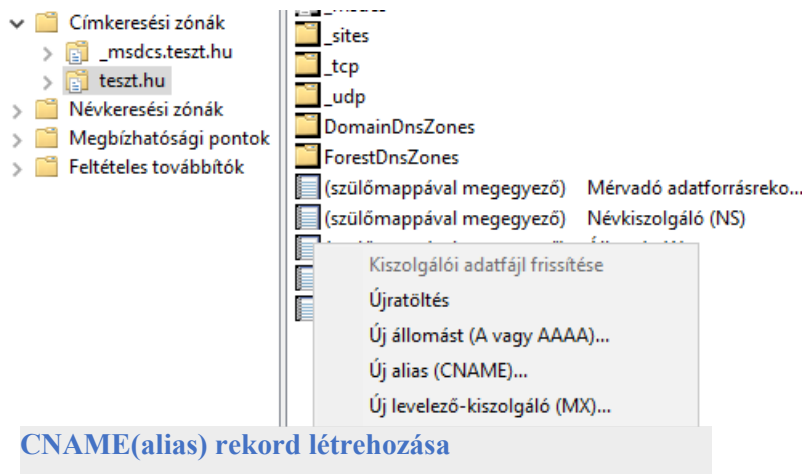 Címkeresési zónák
_msdcs.teszt.hu
teszt.hu
Névkeresési zónák
Megbízhatósági pontok
Feltételes továbbítók
_sites
_tcp
_udp
DomainDnsZones
ForestDnsZones
(szülőmappával megegyező) Mérvadó adatforrásreko...
(szülőmappával megegyező) Névkiszolgáló (NS)
Kiszolgálói adatfájl frissítése
Újratöltés
Új állomást (A vagy AAAA)...
Új alias (CNAME)...
Új levelező-kiszolgáló (MX)...
CNAME(alias) rekord létrehozása